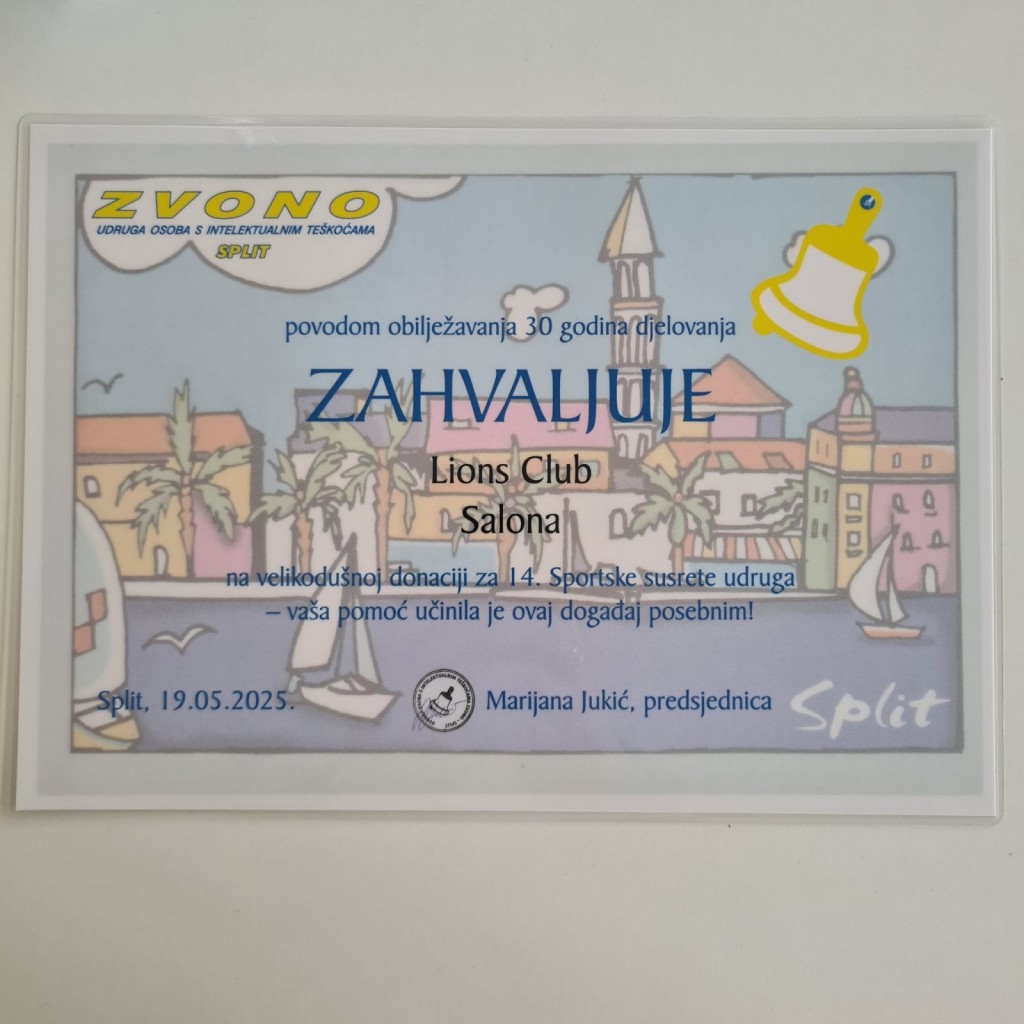 ZVONO
UDRUGA OSOBA S INTELEKTUALNIM TEŠKOĆAMA
SPLIT
povodom obilježavanja 30 godina djelovanja
ZAHVALJUJE
Lions Club
Salona
na velikodušnoj donaciji za 14. Sportske susrete udruga
– vaša pomoć učinila je ovaj događaj posebnim!
Split, 19.05.2025.
Marijana Jukić, predsjednica
Split